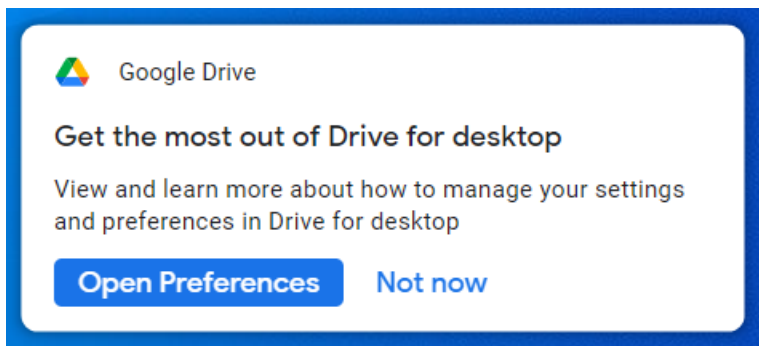 Google Drive
Get the most out of Drive for desktop
View and learn more about how to manage your settings
and preferences in Drive for desktop
Open Preferences
Not now